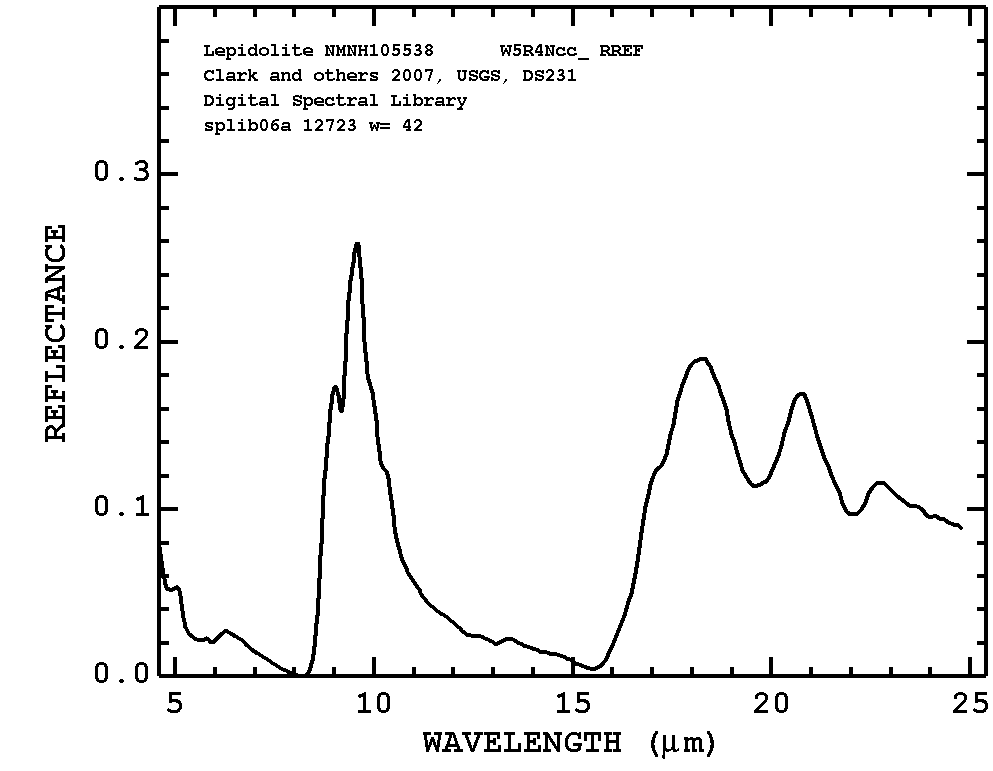 Lepidolite NMNH105538 W5R4Ncc_ RREF
Clark and others 2007, USGS, DS231
Digital Spectral Library
splib06a 12723 w= 42
0.3
0.2
0.1
0.0
REFLECTANCE
5 10 15 20 25
WAVELENGTH (μm)